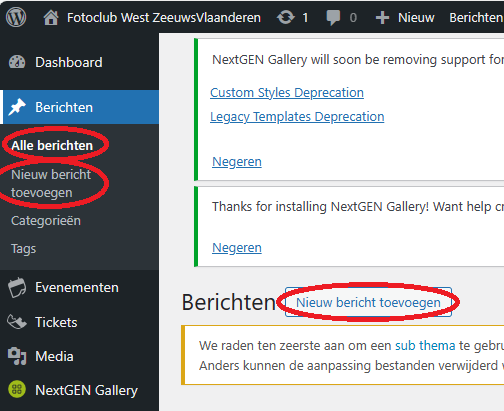 Fotoclub West ZeeuwsVlaanderen 1 0 + Nieuw Berichten
Dashboard
Berichten
Alle berichten
Nieuw bericht
toevoegen
Categorieën
Tags
Evenementen
Tickets
Media
NextGEN Gallery
NextGEN Gallery will soon be removing support for
Custom Styles Deprecation
Legacy Templates Deprecation
Negeren
Thanks for installing NextGEN Gallery! Want help
Negeren
Berichten Nieuw bericht toevoegen
We raden ten zeerste aan om een sub thema te
Anders kunnen de aanpassing bestanden verwijderd